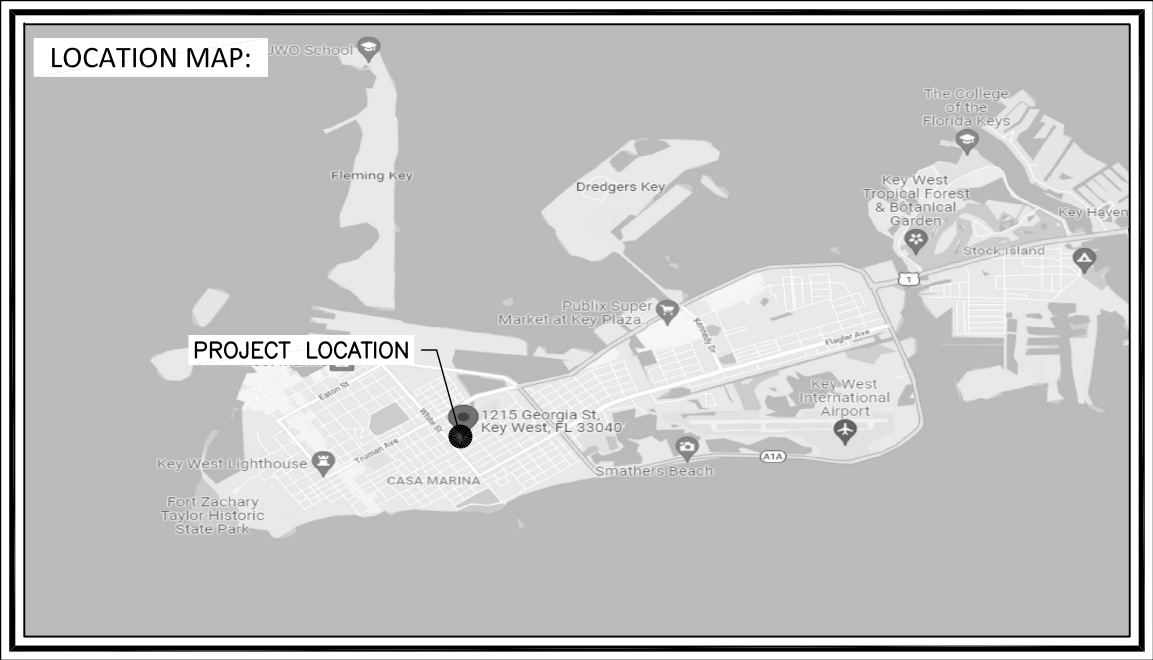 LOCATION MAP:
JWO School
The College
of the
Florida Keys
Fleming Key
Dredgers Key
Key West
Tropical Forest
& Botanical
Garden
Key Haven
Stock Island
1
Publix Super
Market at Key Plaza
Kennedy Dr
Flagler Ave
PROJECT LOCATION
Eaton St
White St
1215 Georgia St,
Key West, FL 33040
Key West
International
Airport
Truman Ave
Key West Lighthouse
CASA MARINA
Smathers Beach
A1A
Fort Zachary
Taylor Historic
State Park